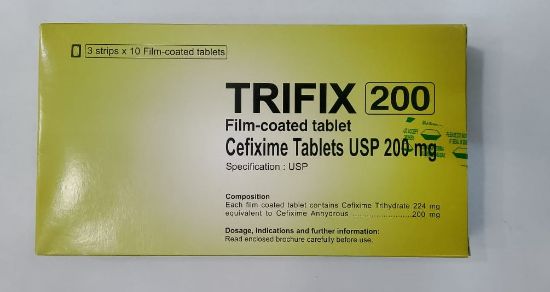 3 strips x 10 Film-coated tablets
TRIFIX 200
Film-coated tablet
Cefixime Tablets USP 200 mg
Specification : USP
Composition
Each film coated tablet contains Cefixime Trihydrate 224 mg
equivalent to Cefixime Anhydrous ........................200 mg
Dosage, indications and further information:
Read enclosed brochure carefully before use.